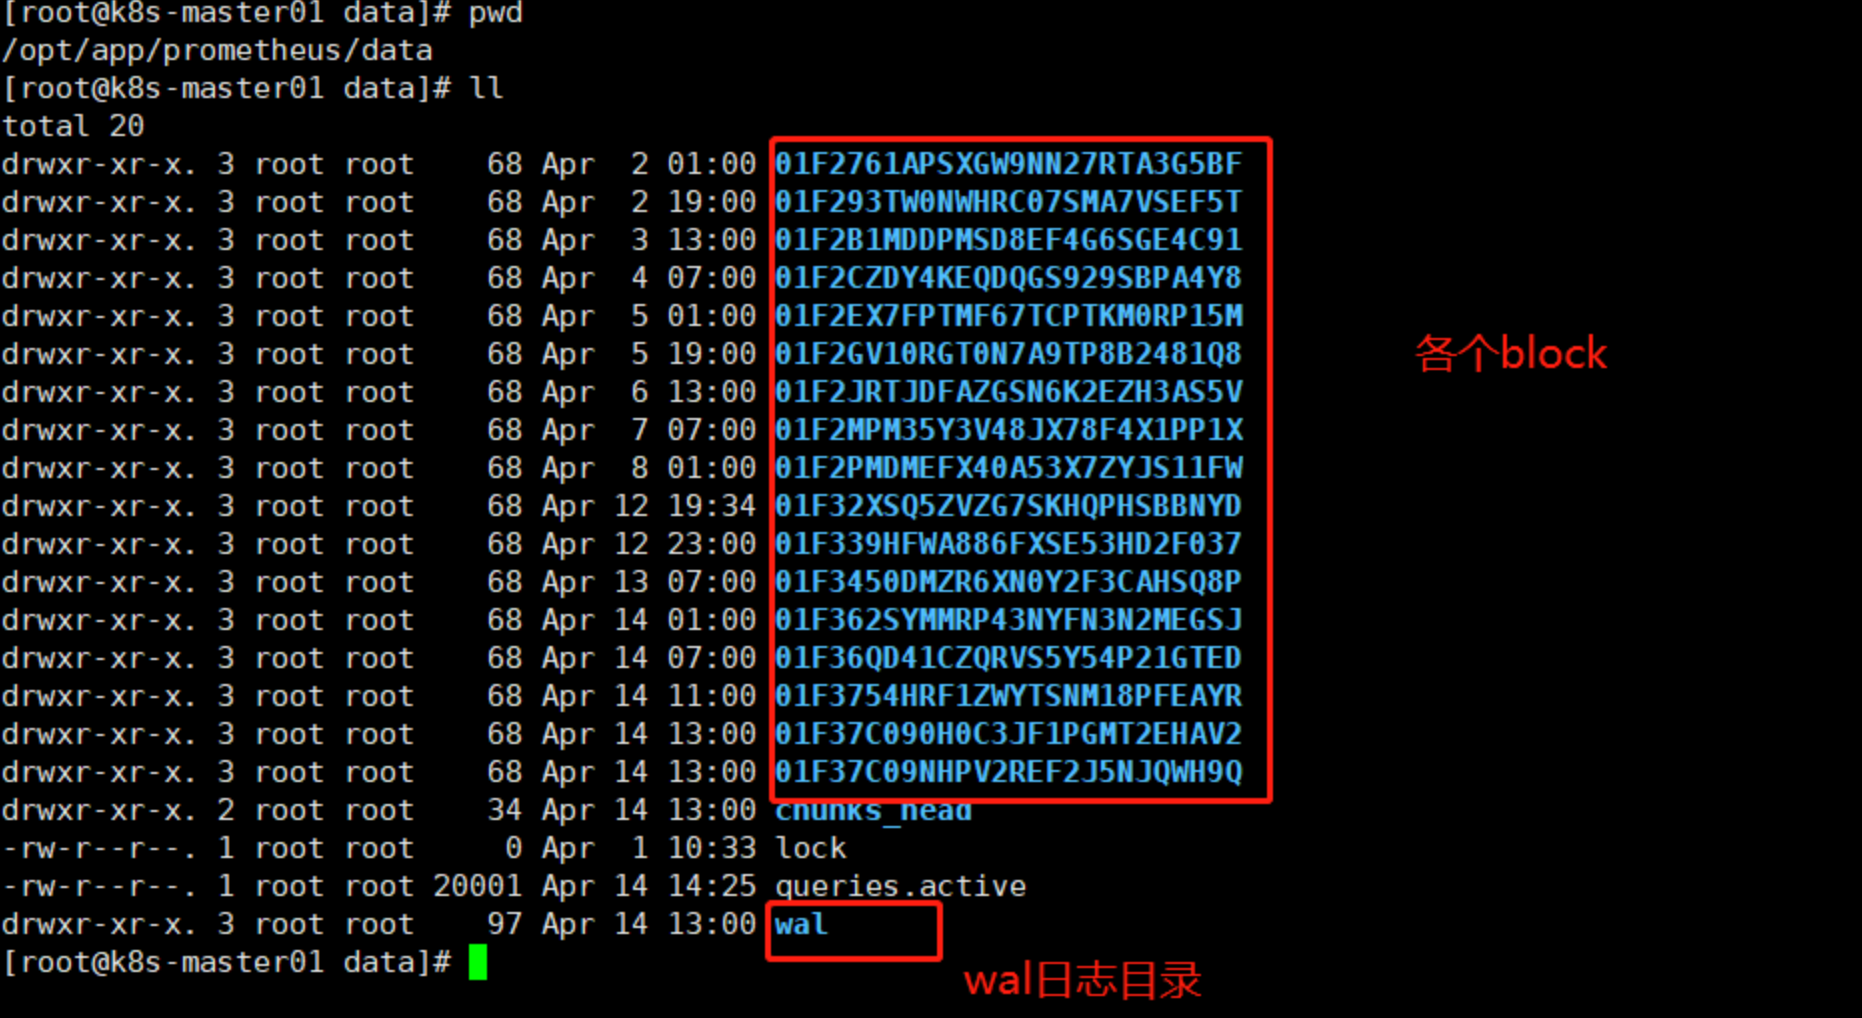 [root@k8s-master01 data]# pwd
/opt/app/prometheus/data
[root@k8s-master01 data]# ll
total 20
drwxr-xr-x. 3 root root    68 Apr  2 01:00 01F2761APSXGW9NN27RTA3G5BF
drwxr-xr-x. 3 root root    68 Apr  2 19:00 01F293TW0NWHRC07SMA7VSEF5T
drwxr-xr-x. 3 root root    68 Apr  3 13:00 01F2B1MDDPMSD8EF4G6SGE4C91
drwxr-xr-x. 3 root root    68 Apr  4 07:00 01F2CZDY4KEQDQGS929SBPA4Y8
drwxr-xr-x. 3 root root    68 Apr  5 01:00 01F2EX7FPTMF67TCPTKM0RP15M
各个block
drwxr-xr-x. 3 root root    68 Apr  5 19:00 01F2GV10RGT0N7A9TP8B2481Q8
drwxr-xr-x. 3 root root    68 Apr  6 13:00 01F2JRTJDFAZGSN6K2EZH3AS5V
drwxr-xr-x. 3 root root    68 Apr  7 07:00 01F2MPM35Y3V48JX78F4X1PP1X
drwxr-xr-x. 3 root root    68 Apr  8 01:00 01F2PMDMEFX40A53X7ZYJS11FW
drwxr-xr-x. 3 root root    68 Apr 12 19:34 01F32XSQ5ZVZG7SKHQPHSBBNYD
drwxr-xr-x. 3 root root    68 Apr 12 23:00 01F339HFWA886FXSE53HD2F037
drwxr-xr-x. 3 root root    68 Apr 13 07:00 01F3450DMZR6XN0Y2F3CAHSQ8P
drwxr-xr-x. 3 root root    68 Apr 14 01:00 01F362SYMMRP43NYFN3N2MEGSJ
drwxr-xr-x. 3 root root    68 Apr 14 07:00 01F36QD41CZQRVS5Y54P21GTED
drwxr-xr-x. 3 root root    68 Apr 14 11:00 01F3754HRF1ZWYTSNM18PFEAYR
drwxr-xr-x. 3 root root    68 Apr 14 13:00 01F37C090H0C3JF1PGMT2EHAV2
drwxr-xr-x. 3 root root    68 Apr 14 13:00 01F37C09NHPV2REF2J5NJQWH9Q
drwxr-xr-x. 2 root root    34 Apr 14 13:00 chunks_head
-rw-r--r--. 1 root root     0 Apr  1 10:33 lock
-rw-r--r--. 1 root root 20001 Apr 14 14:25 queries.active
drwxr-xr-x. 3 root root    97 Apr 14 13:00 wal
[root@k8s-master01 data]#
wal日志目录